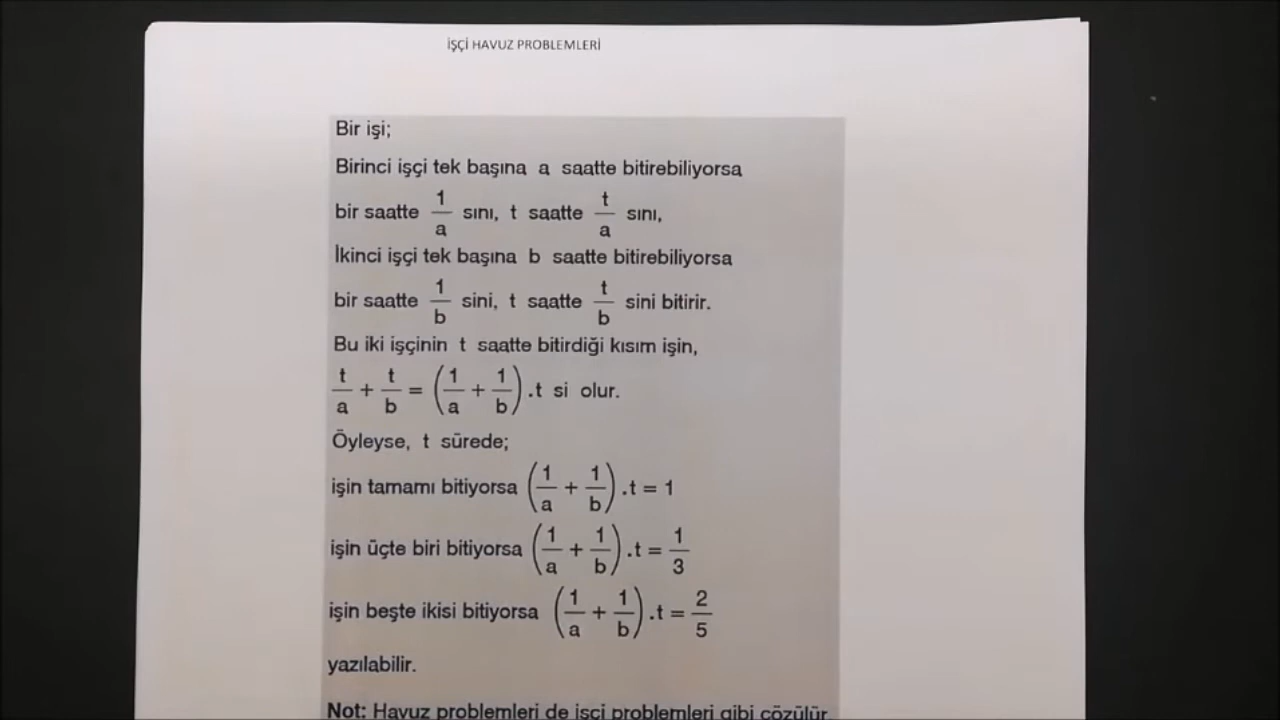 İŞÇİ HAVUZ PROBLEMLERİ
Bir işi;
Birinci işçi tek başına a saatte bitirebiliyorsa
bir saatte 1/a sını, t saatte t/a sını,
İkinci işçi tek başına b saatte bitirebiliyorsa
bir saatte 1/b sini, t saatte t/b sini bitirir.
Bu iki işçinin t saatte bitirdiği kısım işin,
t/a + t/b = (1/a + 1/b).t si olur.
Öyleyse, t sürede;
işin tamamı bitiyorsa (1/a + 1/b).t = 1
işin üçte biri bitiyorsa (1/a + 1/b).t = 1/3
işin beşte ikisi bitiyorsa (1/a + 1/b).t = 2/5
yazılabilir.
Not: Havuz problemleri de işçi problemleri gibi çözülür.